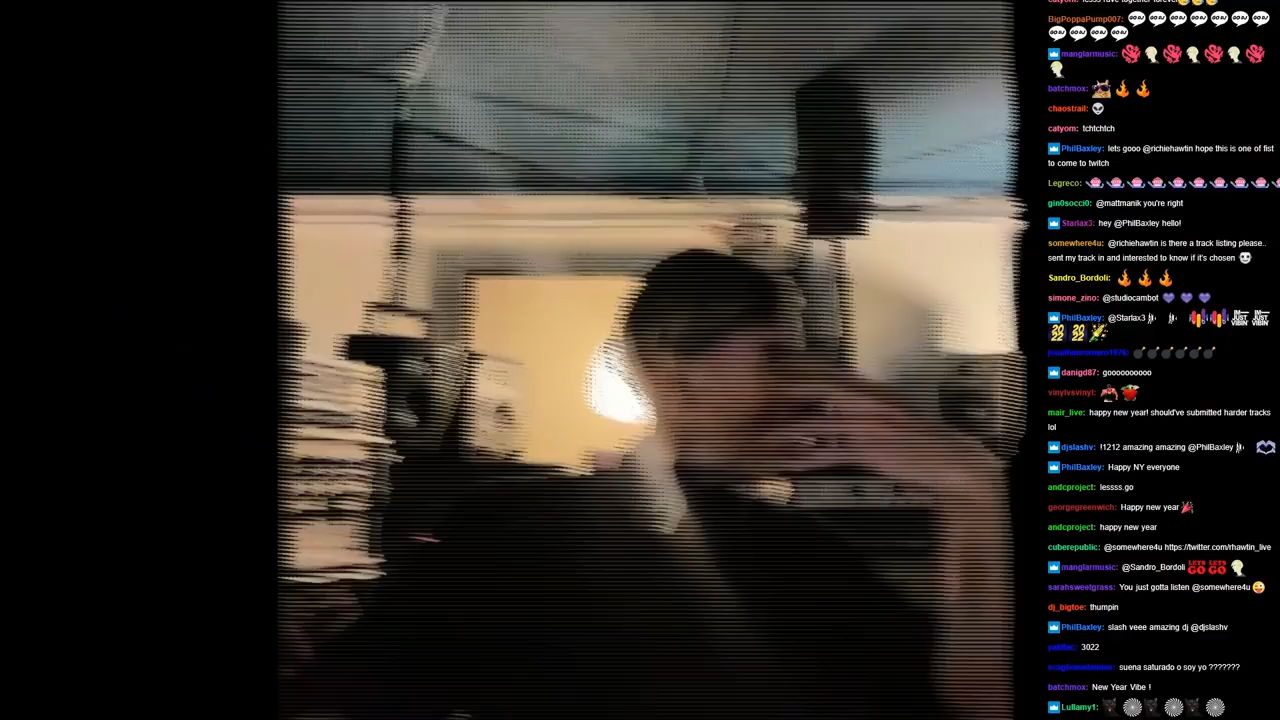 BigPoppaPump007:
manglarmusic:
batchmox:
chaostrail:
catyom: tchtchtch
PhilBaxley: lets gooo @richiehawtin hope this is one of fist
to come to twitch
Legreco:
gin0socci0: @mattmanik you're right
Starlax3: hey @PhilBaxley hello!
somewhere4u: @richiehawtin is there a track listing please..
sent my track in and interested to know if it's chosen
Sandro_Bordoli:
simone_zino: @studiocambot
PhilBaxley: @Starlax3
danigd87: goooooooooo
vinylvsvinyl:
mair_live: happy new year! should've submitted harder tracks
lol
djslashv: !1212 amazing amazing @PhilBaxley
PhilBaxley: Happy NY everyone
andcproject: lessss.go
georgegreenwich: Happy new year
andcproject: happy new year
cuberepublic: @somewhere4u https://twitter.com/rhawtin_live
manglarmusic: @Sandro_Bordoli LETS GO LETS GO
sarahsweetgrass: You just gotta listen @somewhere4u
dj_bigtoe: thumpin
PhilBaxley: slash veee amazing dj @djslashv
3022
suena saturado o soy yo ???????
batchmox: New Year Vibe !
Lullamy1: